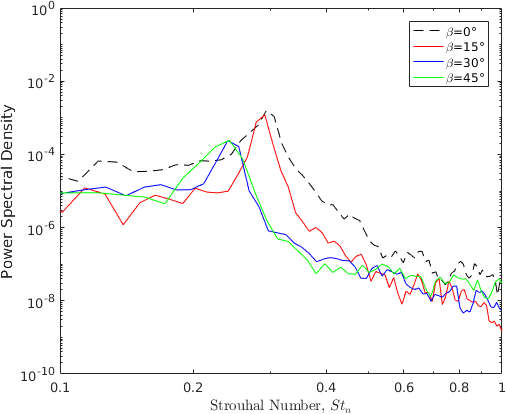 10^0
10^-2
10^-4
10^-6
10^-8
10^-10
Power Spectral Density
0.1 0.2 0.4 0.6 0.8 1
Strouhal Number, St_n
β=0°
β=15°
β=30°
β=45°